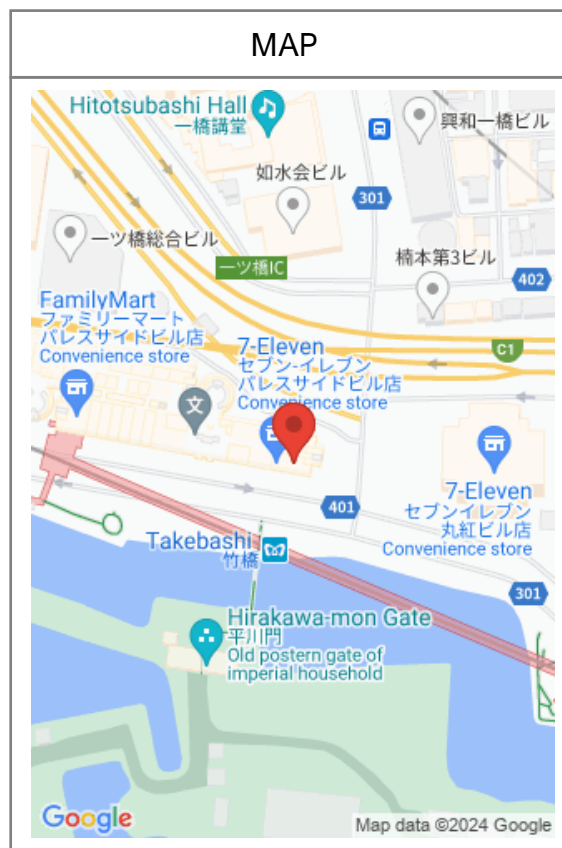 MAP
Hitotsubashi Hall
一橋講堂
興和一橋ビル
如水会ビル
301
一ツ橋総合ビル
一ツ橋IC
楠本第3ビル
402
FamilyMart
ファミリーマート
パレスサイドビル店
Convenience store
7-Eleven
セブン-イレブン
パレスサイドビル店
Convenience store
C1
文
7-Eleven
セブンイレブン
丸紅ビル店
Convenience store
401
Takebashi
竹橋
301
Hirakawa-mon Gate
平川門
Old postern gate of
imperial household
Google
Map data ©2024 Google